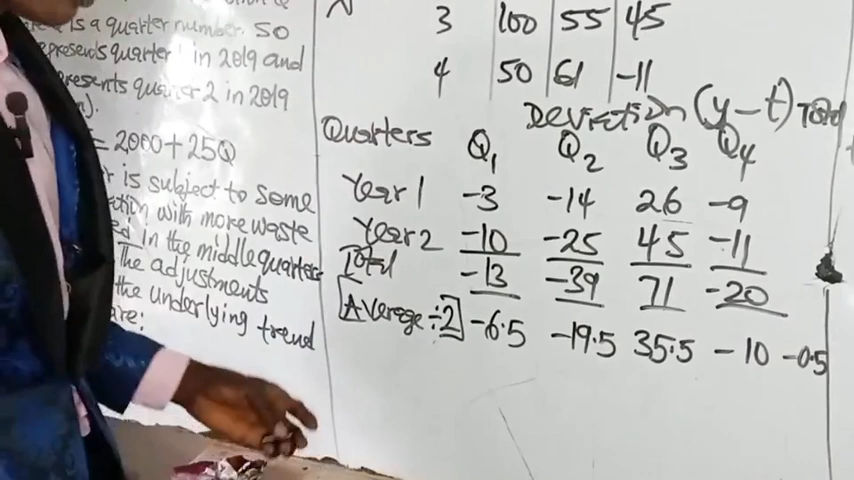 is a quarter number. So
represents quarter 1 in 2019 and
presents quarter 2 in 2019
= 2000+25Q
is subject to some
with more waste
in the middle quarters
The adjustments
the underlying trend
are:
3 100 55 45
4 50 61 -11
Deviation (y-t) Total
Quarters Q1 Q2 Q3 Q4
Year 1 -3 -14 26 -9
Year 2 -10 -25 45 -11
Total -13 -39 71 -20
[Average ÷2] -6.5 -19.5 35.5 -10 -0.5